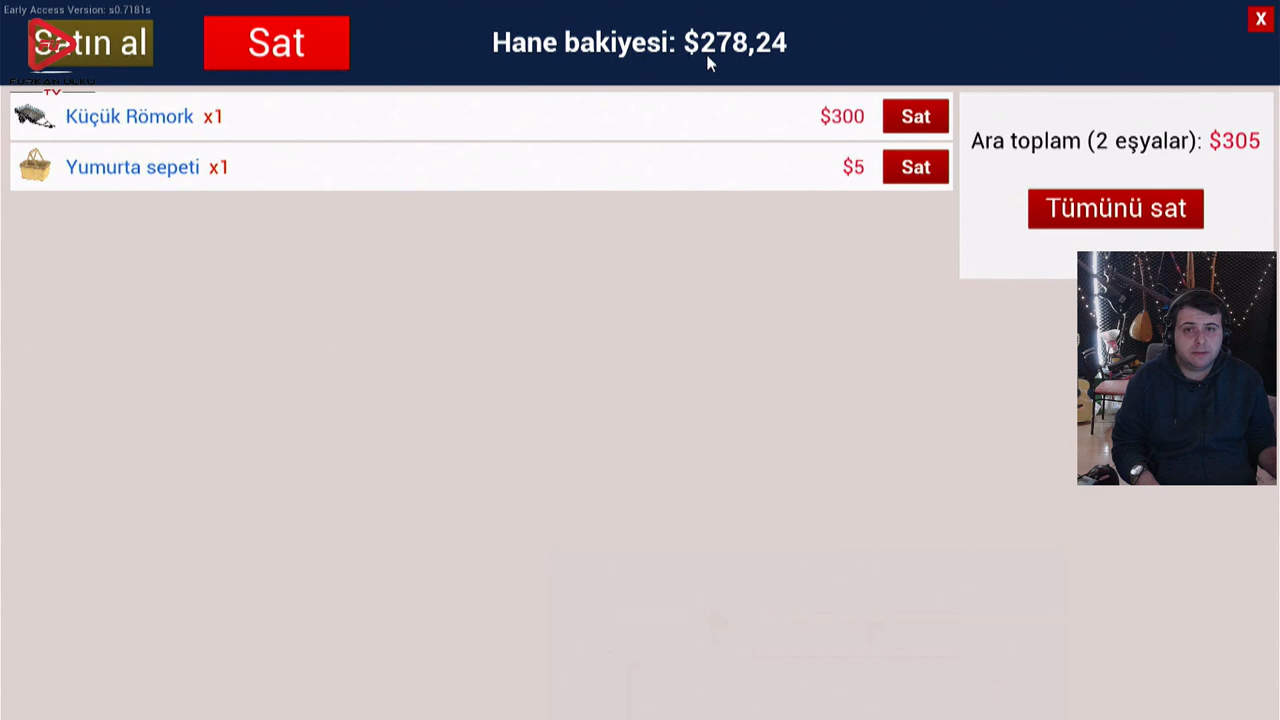 Early Access Version: s0.7181s
Satın al
Sat
Hane bakiyesi: $278,24
X
TV
Küçük Römork x1
$300
Sat
Yumurta sepeti x1
$5
Sat
Ara toplam (2 eşyalar): $305
Tümünü sat